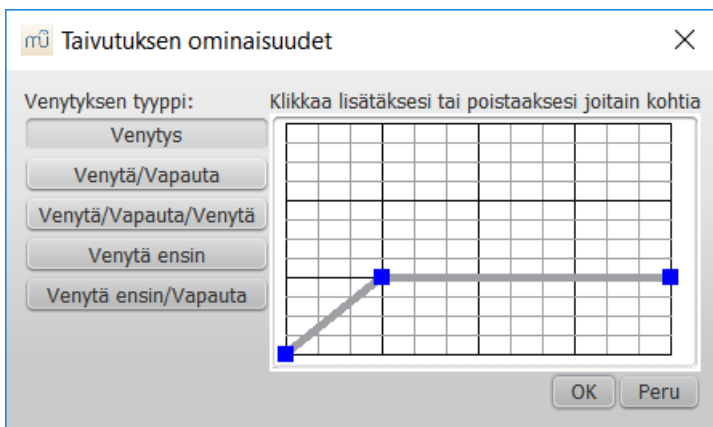 mû Taivutuksen ominaisuudet
Venytyksen tyyppi:
Klikkaa lisätäksesi tai poistaaksesi joitain kohtia
Venytys
Venytä/Vapauta
Venytä/Vapauta/Venytä
Venytä ensin
Venytä ensin/Vapauta
OK
Peru